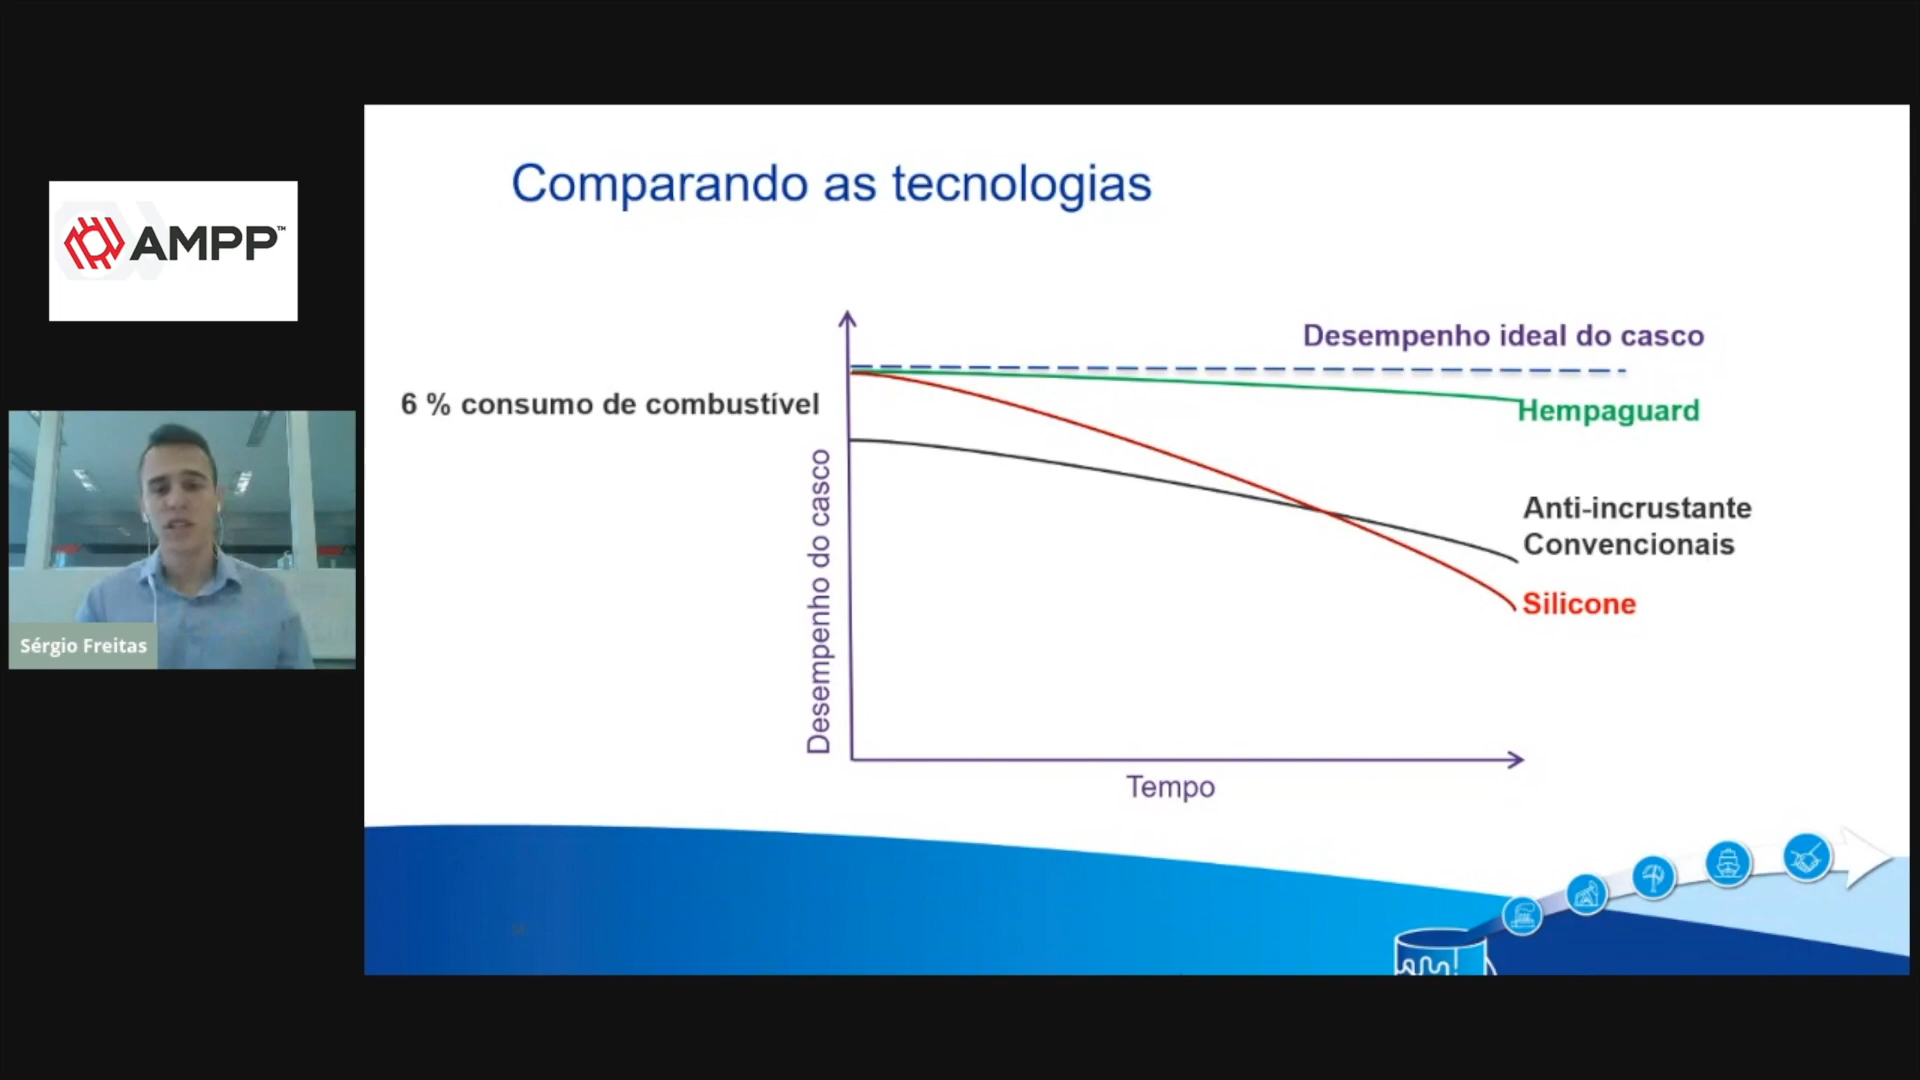 AMPP™
Sérgio Freitas
Comparando as tecnologias
Desempenho ideal do casco
6 % consumo de combustível
Hempaguard
Desempenho do casco
Anti-incrustante
Convencionais
Silicone
Tempo